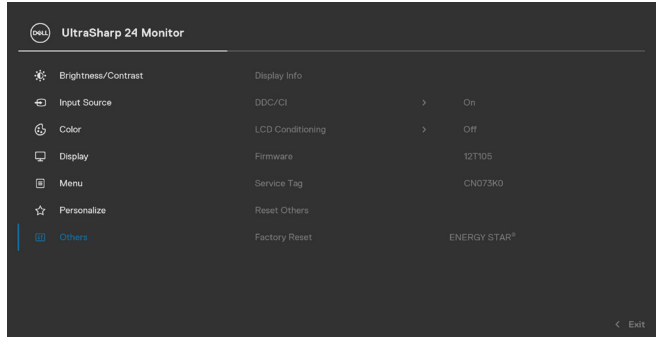 DELL UltraSharp 24 Monitor
Brightness/Contrast Display Info
Input Source DDC/CI > On
Color LCD Conditioning > Off
Display Firmware 12T105
Menu Service Tag CN073K0
Personalize Reset Others
Others Factory Reset ENERGY STAR®
< Exit